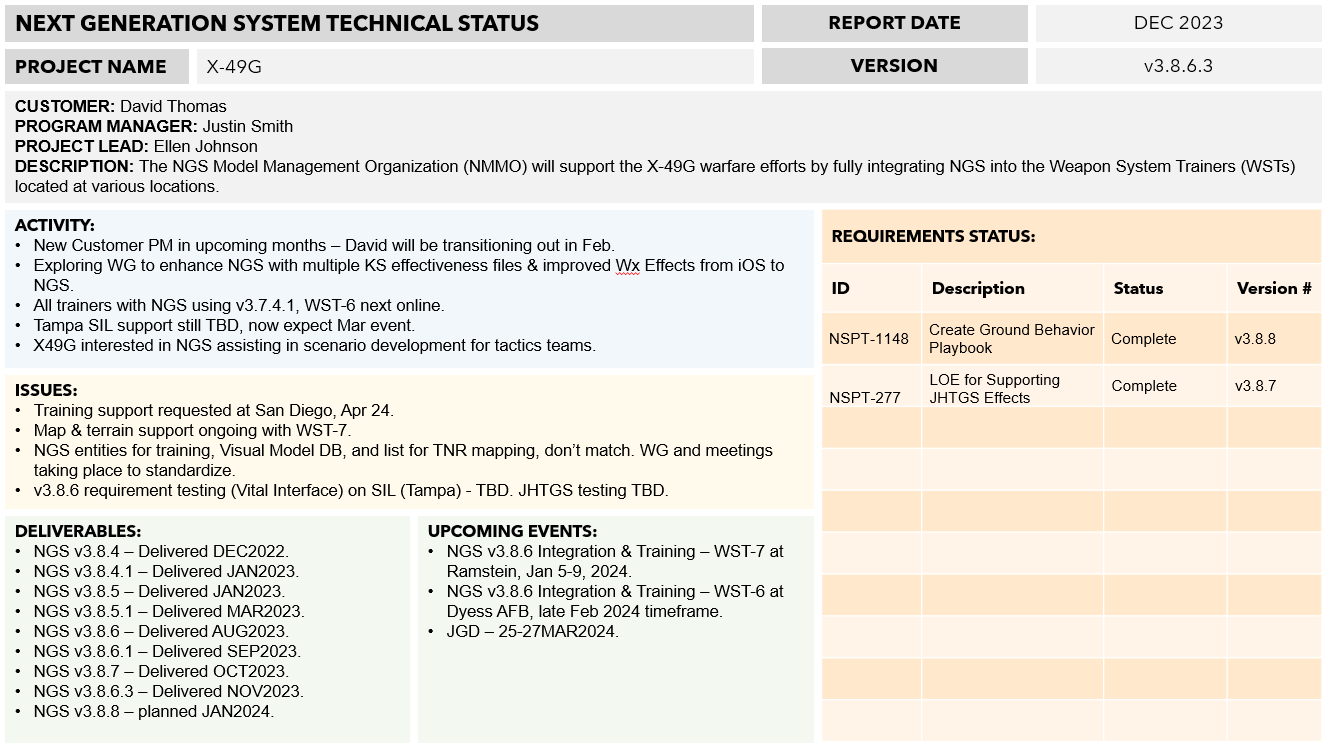 NEXT GENERATION SYSTEM TECHNICAL STATUS
REPORT DATE
DEC 2023
PROJECT NAME
X-49G
VERSION
v3.8.6.3
CUSTOMER: David Thomas
PROGRAM MANAGER: Justin Smith
PROJECT LEAD: Ellen Johnson
DESCRIPTION: The NGS Model Management Organization (NMMO) will support the X-49G warfare efforts by fully integrating NGS into the Weapon System Trainers (WSTs)
located at various locations.
ACTIVITY:
• New Customer PM in upcoming months – David will be transitioning out in Feb.
• Exploring WG to enhance NGS with multiple KS effectiveness files & improved Wx Effects from iOS to
NGS.
• All trainers with NGS using v3.7.4.1, WST-6 next online.
• Tampa SIL support still TBD, now expect Mar event.
• X49G interested in NGS assisting in scenario development for tactics teams.
ISSUES:
• Training support requested at San Diego, Apr 24.
• Map & terrain support ongoing with WST-7.
• NGS entities for training, Visual Model DB, and list for TNR mapping, don’t match. WG and meetings
taking place to standardize.
• v3.8.6 requirement testing (Vital Interface) on SIL (Tampa) - TBD. JHTGS testing TBD.
DELIVERABLES:
• NGS v3.8.4 – Delivered DEC2022.
• NGS v3.8.4.1 – Delivered JAN2023.
• NGS v3.8.5 – Delivered JAN2023.
• NGS v3.8.5.1 – Delivered MAR2023.
• NGS v3.8.6 – Delivered AUG2023.
• NGS v3.8.6.1 – Delivered SEP2023.
• NGS v3.8.7 – Delivered OCT2023.
• NGS v3.8.6.3 – Delivered NOV2023.
• NGS v3.8.8 – planned JAN2024.
UPCOMING EVENTS:
• NGS v3.8.6 Integration & Training – WST-7 at
Ramstein, Jan 5-9, 2024.
• NGS v3.8.6 Integration & Training – WST-6 at
Dyess AFB, late Feb 2024 timeframe.
• JGD – 25-27MAR2024.
REQUIREMENTS STATUS:
ID Description Status Version #
NSPT-1148
Create Ground Behavior
Playbook
Complete
v3.8.8
NSPT-277
LOE for Supporting
JHTGS Effects
Complete
v3.8.7